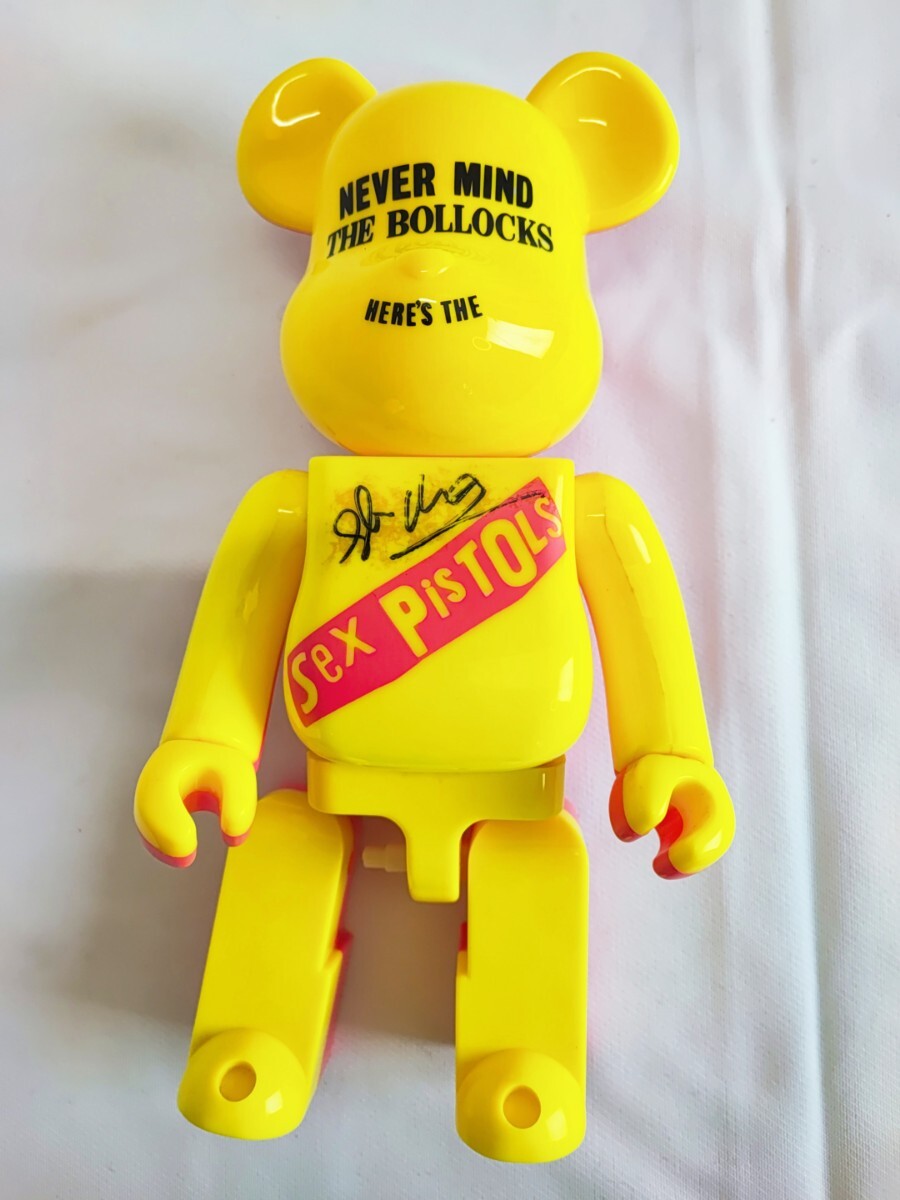 NEVER MIND
THE BOLLOCKS
HERE'S THE
Sex PisTOLS